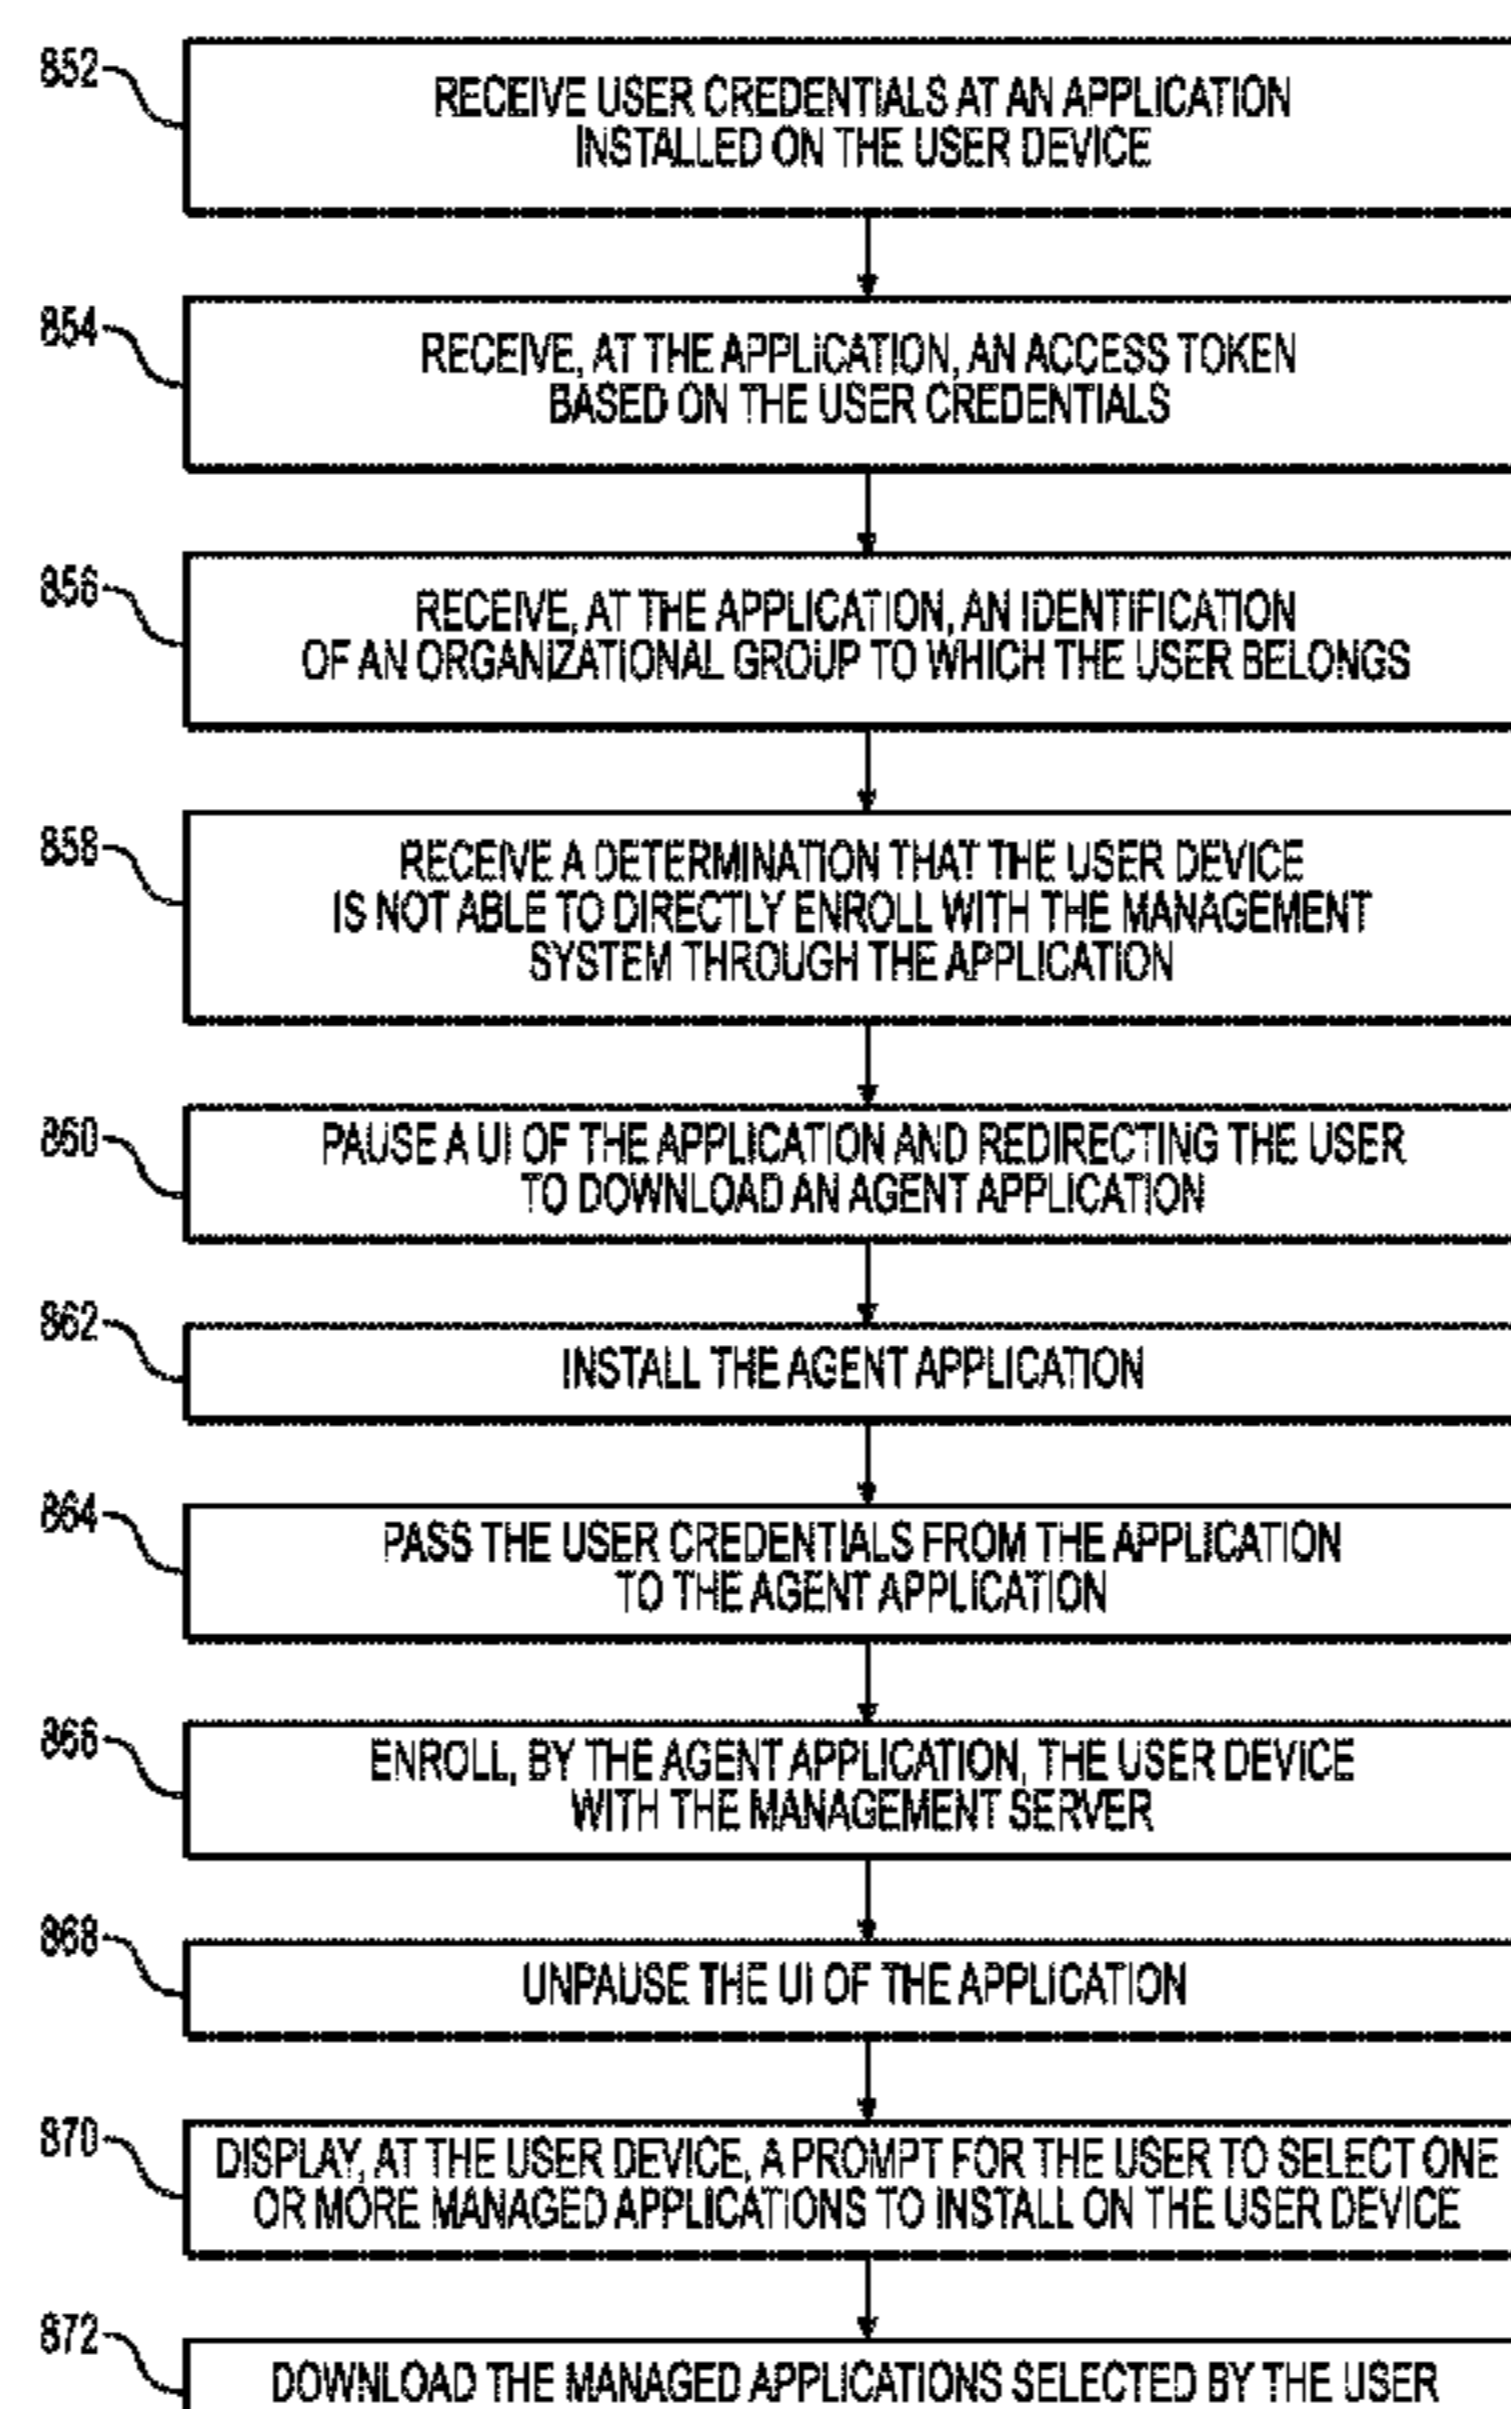 852
RECEIVE USER CREDENTIALS AT AN APPLICATION
INSTALLED ON THE USER DEVICE
854
RECEIVE, AT THE APPLICATION, AN ACCESS TOKEN
BASED ON THE USER CREDENTIALS
856
RECEIVE, AT THE APPLICATION, AN IDENTIFICATION
OF AN ORGANIZATIONAL GROUP TO WHICH THE USER BELONGS
858
RECEIVE A DETERMINATION THAT THE USER DEVICE
IS NOT ABLE TO DIRECTLY ENROLL WITH THE MANAGEMENT
SYSTEM THROUGH THE APPLICATION
860
PAUSE A UI OF THE APPLICATION AND REDIRECTING THE USER
TO DOWNLOAD AN AGENT APPLICATION
862
INSTALL THE AGENT APPLICATION
864
PASS THE USER CREDENTIALS FROM THE APPLICATION
TO THE AGENT APPLICATION
866
ENROLL, BY THE AGENT APPLICATION, THE USER DEVICE
WITH THE MANAGEMENT SERVER
868
UNPAUSE THE UI OF THE APPLICATION
870
DISPLAY, AT THE USER DEVICE, A PROMPT FOR THE USER TO SELECT ONE
OR MORE MANAGED APPLICATIONS TO INSTALL ON THE USER DEVICE
872
DOWNLOAD THE MANAGED APPLICATIONS SELECTED BY THE USER